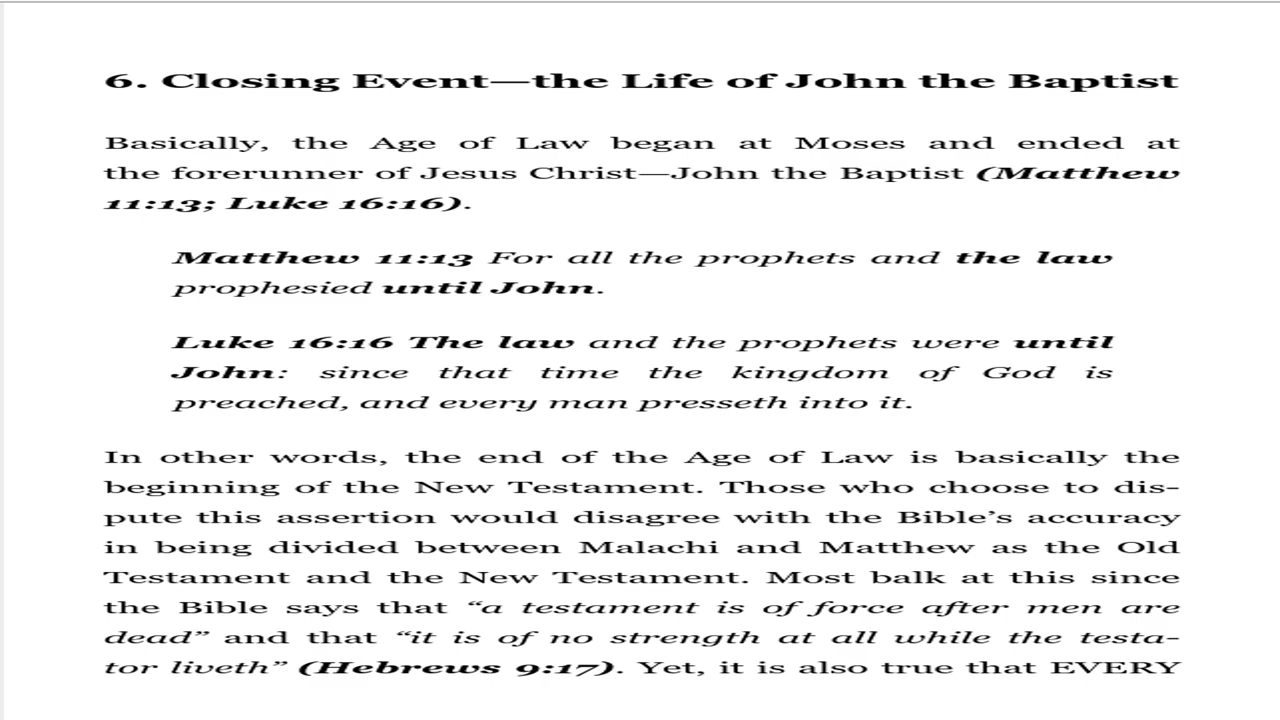 6. Closing Event—the Life of John the Baptist
Basically, the Age of Law began at Moses and ended at
the forerunner of Jesus Christ—John the Baptist (Matthew
11:13; Luke 16:16).
Matthew 11:13 For all the prophets and the law
prophesied until John.
Luke 16:16 The law and the prophets were until
John: since that time the kingdom of God is
preached, and every man presseth into it.
In other words, the end of the Age of Law is basically the
beginning of the New Testament. Those who choose to dis-
pute this assertion would disagree with the Bible’s accuracy
in being divided between Malachi and Matthew as the Old
Testament and the New Testament. Most balk at this since
the Bible says that “a testament is of force after men are
dead” and that “it is of no strength at all while the testa-
tor liveth” (Hebrews 9:17). Yet, it is also true that EVERY